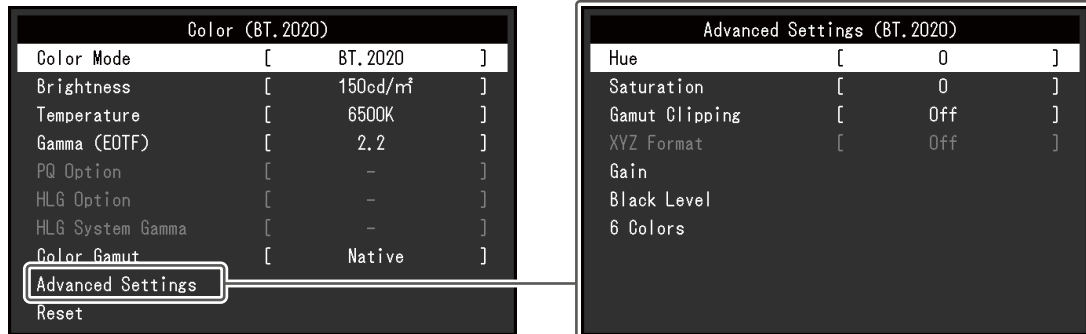 Color (BT.2020)
Color Mode [ BT.2020 ]
Brightness [ 150cd/㎡ ]
Temperature [ 6500K ]
Gamma (EOTF) [ 2.2 ]
PQ Option [ - ]
HLG Option [ - ]
HLG System Gamma [ - ]
Color Gamut [ Native ]
Advanced Settings
Reset
Advanced Settings (BT.2020)
Hue [ 0 ]
Saturation [ 0 ]
Gamut Clipping [ Off ]
XYZ Format [ Off ]
Gain
Black Level
6 Colors